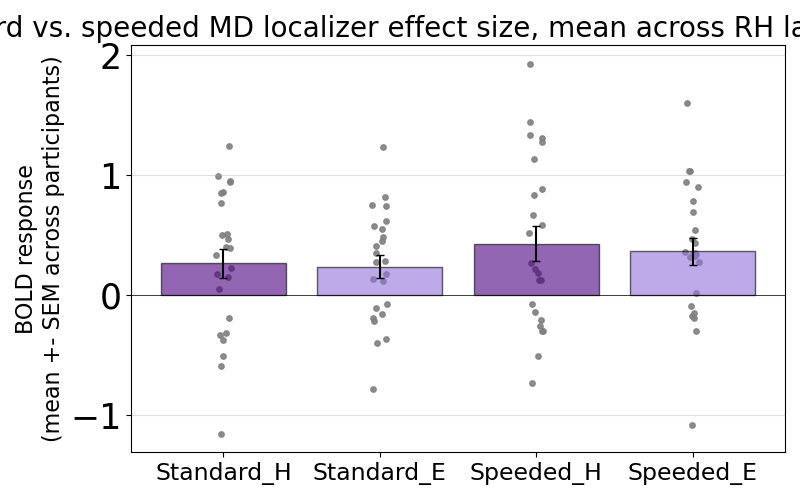 rd vs. speeded MD localizer effect size, mean across RH la
BOLD response
(mean +- SEM across participants)
2
1
0
−1
Standard_H Standard_E Speeded_H Speeded_E